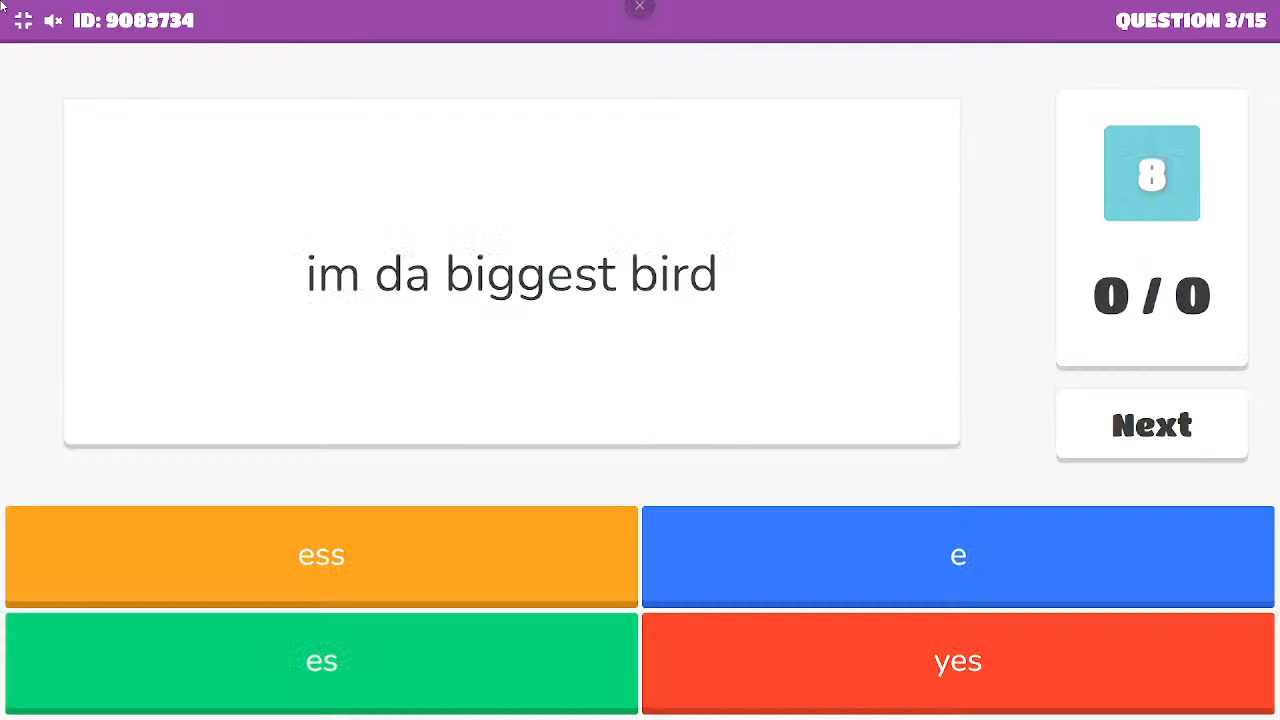 ID: 9083734
QUESTION 3/15
im da biggest bird
8
0 / 0
Next
ess
e
es
yes